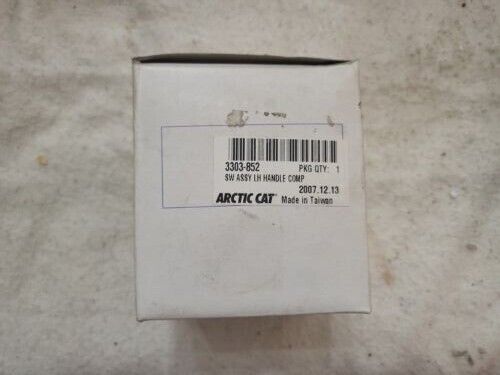 3303-852 PKG QTY: 1
SW ASSY LH HANDLE COMP
2007.12.13
ARCTIC CAT® Made in Taiwan